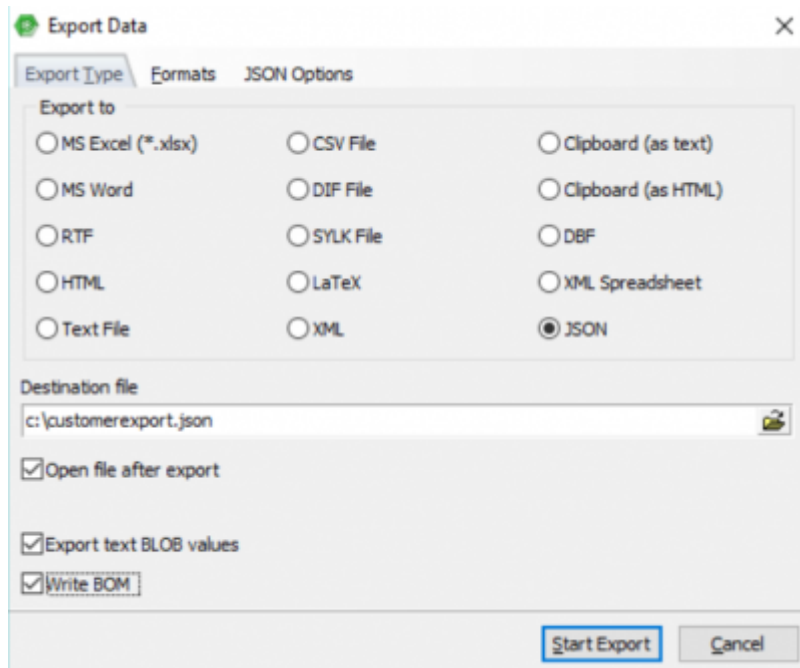 Export Data
Export Type Formats JSON Options
Export to
MS Excel (*.xlsx) CSV File Clipboard (as text)
MS Word DIF File Clipboard (as HTML)
RTF SYLK File DBF
HTML LaTeX XML Spreadsheet
Text File XML JSON
Destination file
c:\customerexport.json
Open file after export
Export text BLOB values
Write BOM
Start Export Cancel